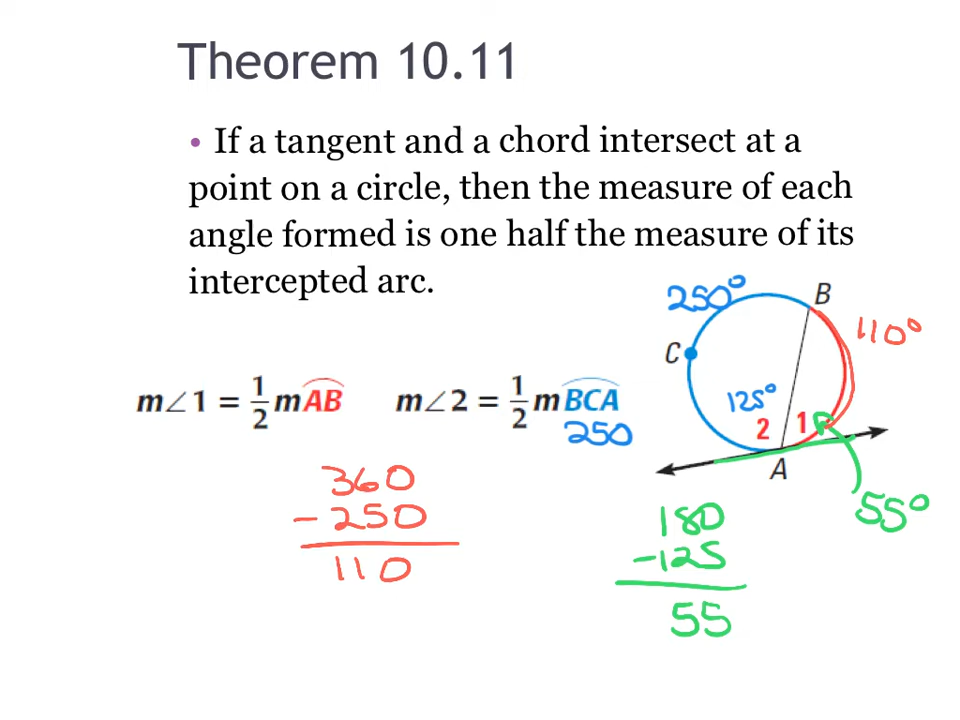 Theorem 10.11
• If a tangent and a chord intersect at a
point on a circle, then the measure of each
angle formed is one half the measure of its
intercepted arc.
250°
B
110°
C
m∠1 = 1/2 mAB
m∠2 = 1/2 mBCA
250
125°
2
1
A
55°
360
- 250
110
180
-125
55